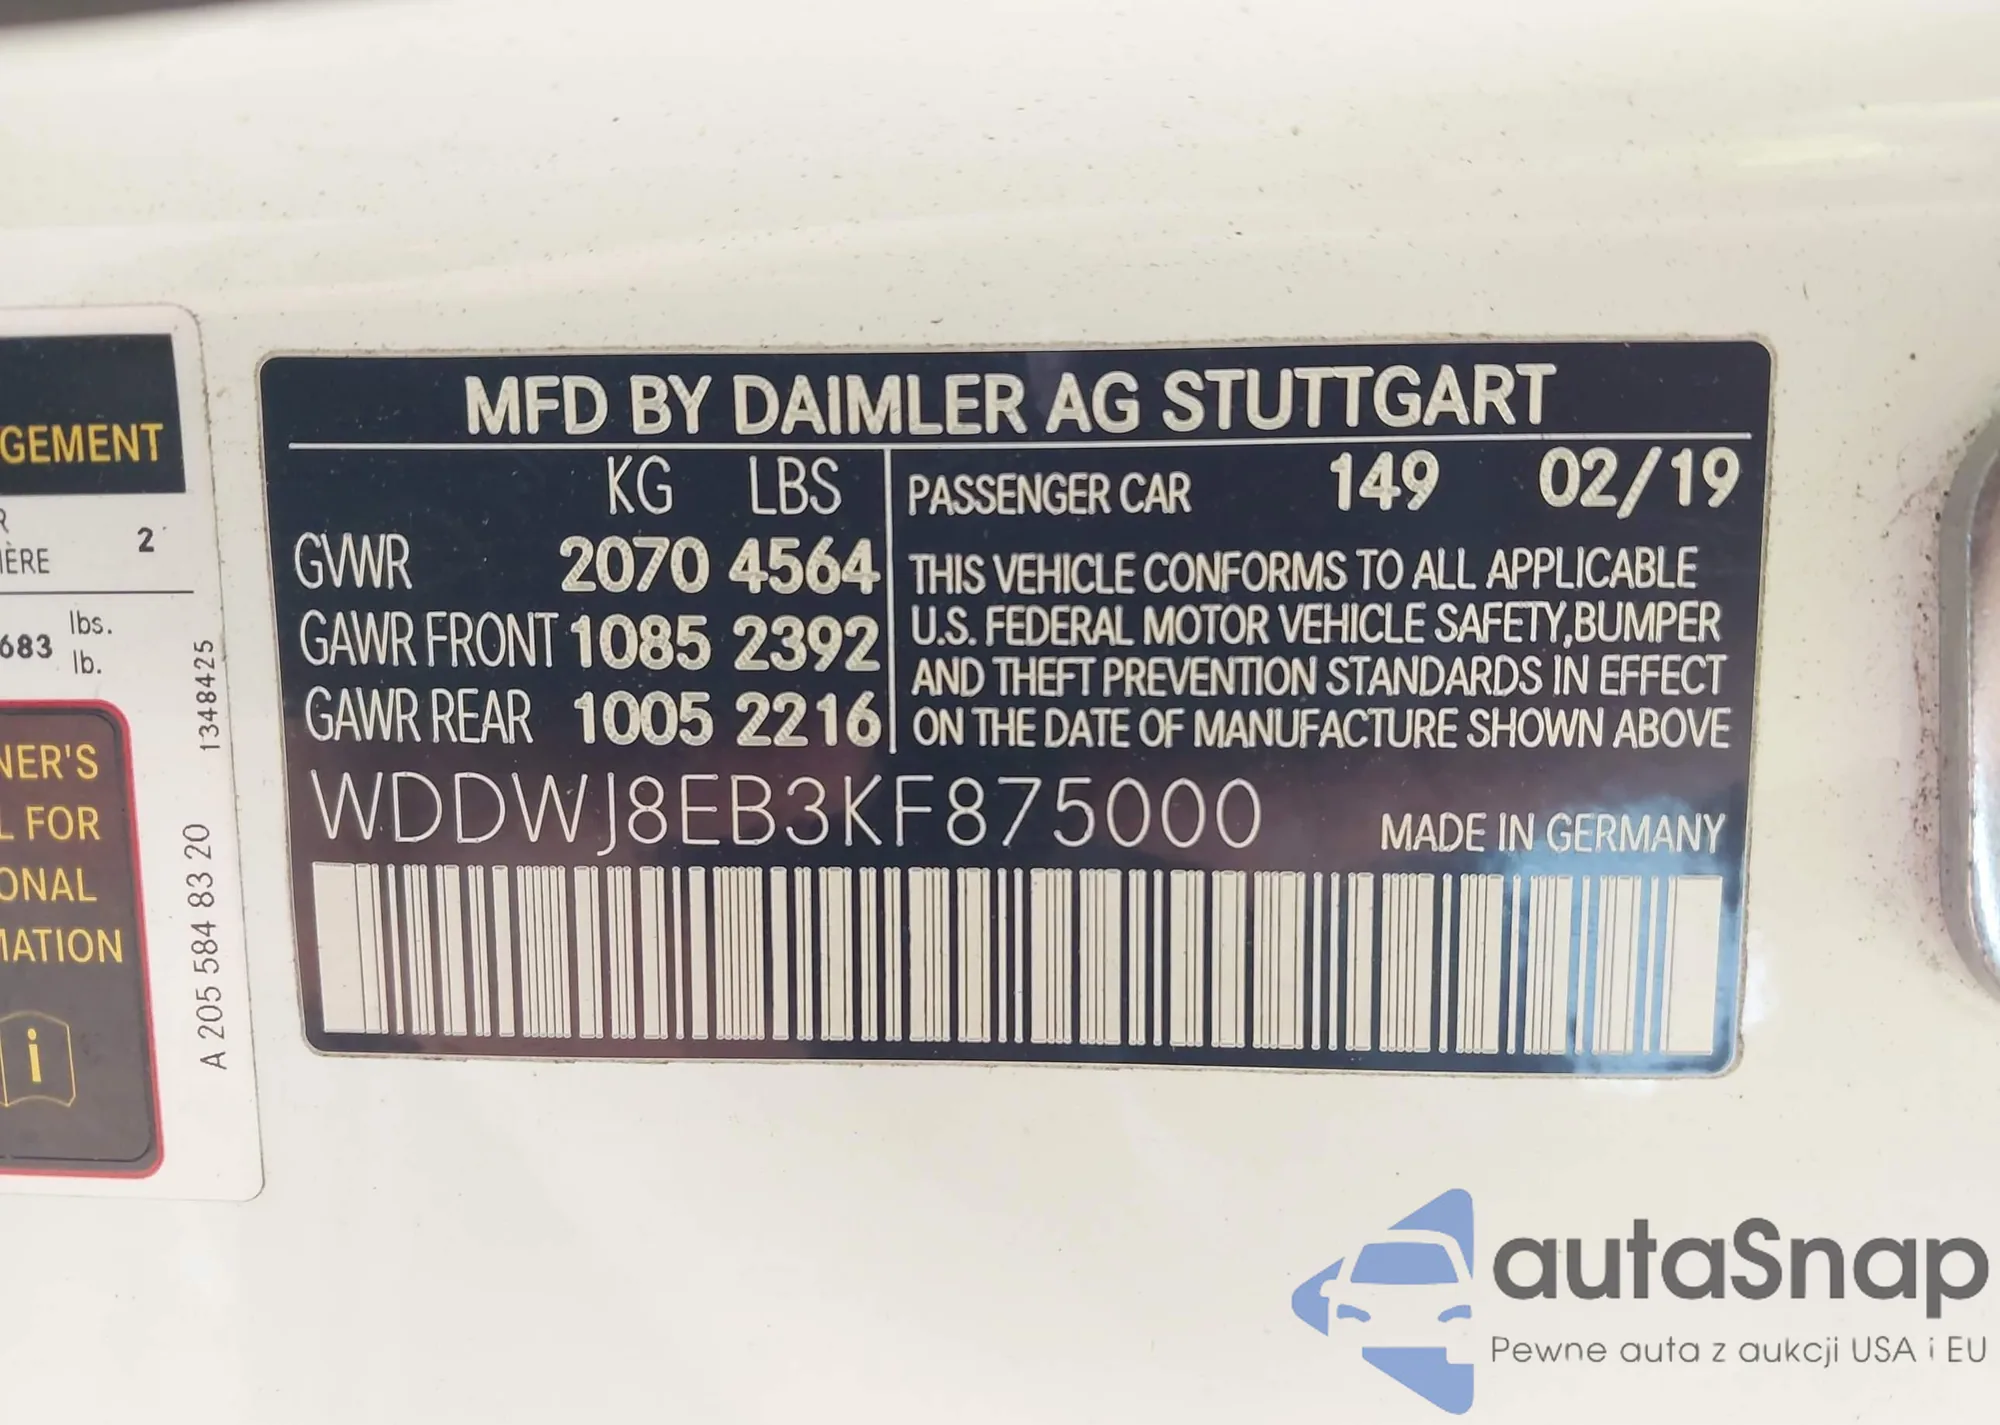 MFD BY DAIMLER AG STUTTGART
KG LBS
GVWR 2070 4564
GAWR FRONT 1085 2392
GAWR REAR 1005 2216
PASSENGER CAR 149 02/19
THIS VEHICLE CONFORMS TO ALL APPLICABLE
U.S. FEDERAL MOTOR VEHICLE SAFETY,BUMPER
AND THEFT PREVENTION STANDARDS IN EFFECT
ON THE DATE OF MANUFACTURE SHOWN ABOVE
WDDWJ8EB3KF875000
MADE IN GERMANY
GEMENT
R
IÈRE 2
683 lbs.
lb.
NER'S
L FOR
ONAL
MATION
i
A 205 584 83 20 1348425
autaSnap
Pewne auta z aukcji USA i EU